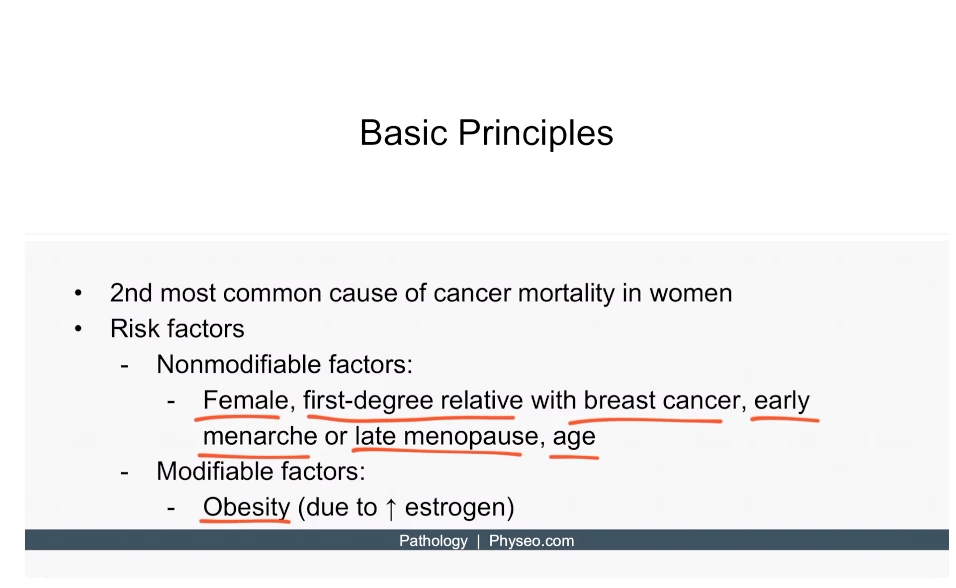 Basic Principles
• 2nd most common cause of cancer mortality in women
• Risk factors
- Nonmodifiable factors:
- Female, first-degree relative with breast cancer, early
menarche or late menopause, age
- Modifiable factors:
- Obesity (due to ↑ estrogen)
Pathology | Physeo.com